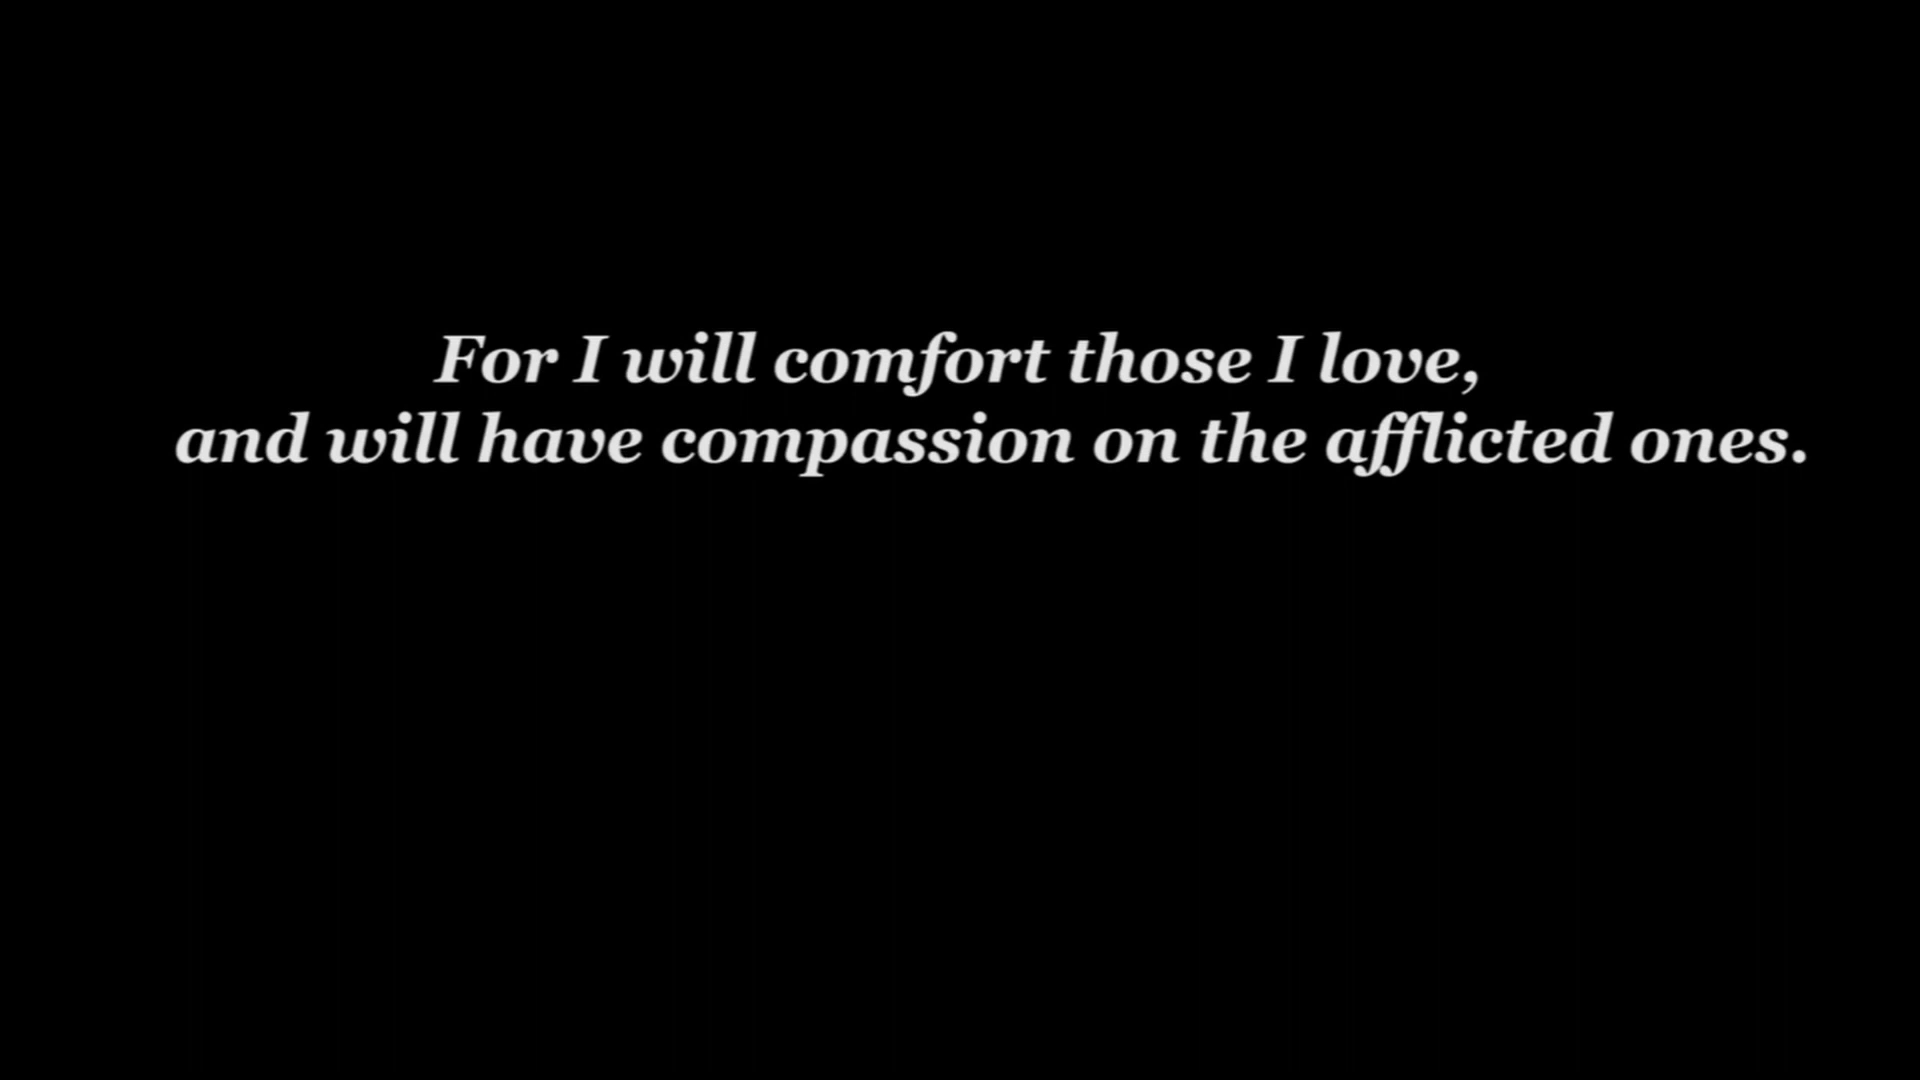 For I will comfort those I love,
and will have compassion on the afflicted ones.